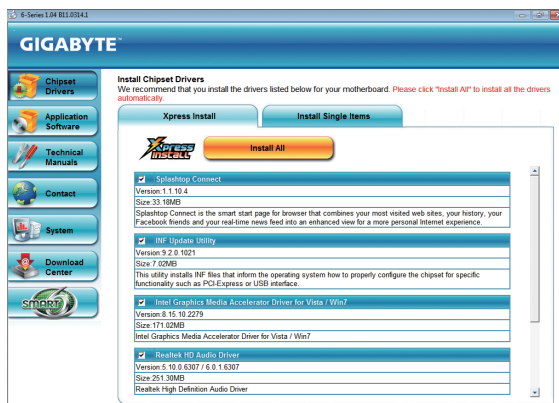 6-Series 1.04 B11.0314.1
GIGABYTE™
Chipset
Drivers
Application
Software
Technical
Manuals
Contact
System
Download
Center
SMART
Install Chipset Drivers
We recommend that you install the drivers listed below for your motherboard. Please click "Install All" to install all the drivers
automatically.
Xpress Install
Install Single Items
Xpress
INSTALL
Install All
Splashtop Connect
Version:1.1.10.4
Size:33.18MB
Splashtop Connect is the smart start page for browser that combines your most visited web sites, your history, your
Facebook friends and your real-time news feed into an enhanced view for a more personal Internet experience.
INF Update Utility
Version:9.2.0.1021
Size:7.02MB
This utility installs INF files that inform the operating system how to properly configure the chipset for specific
functionality such as PCI-Express or USB interface.
Intel Graphics Media Accelerator Driver for Vista / Win7
Version:8.15.10.2279
Size:171.02MB
Intel Graphics Media Accelerator Driver for Vista / Win7
Realtek HD Audio Driver
Version:5.10.0.6307 / 6.0.1.6307
Size:251.30MB
Realtek High Definition Audio Driver